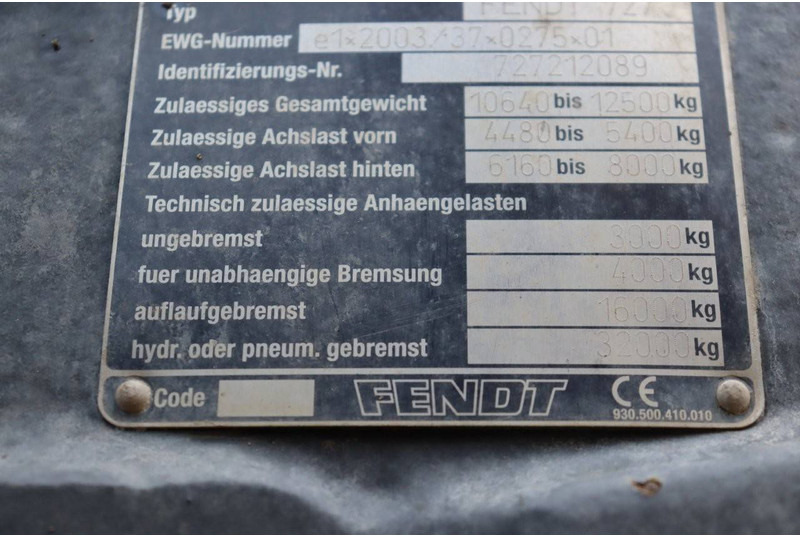 Typ FENDT 727
EWG-Nummer e1*2003/37*0275*01
Identifizierungs-Nr. 727212089
Zulaessiges Gesamtgewicht 10640 bis 12500 kg
Zulaessige Achslast vorn 4480 bis 5400 kg
Zulaessige Achslast hinten 6160 bis 8000 kg
Technisch zulaessige Anhaengelasten
ungebremst 3000 kg
fuer unabhaengige Bremsung 4000 kg
auflaufgebremst 16000 kg
hydr. oder pneum. gebremst 32000 kg
Code FENDT CE
930.500.410.010